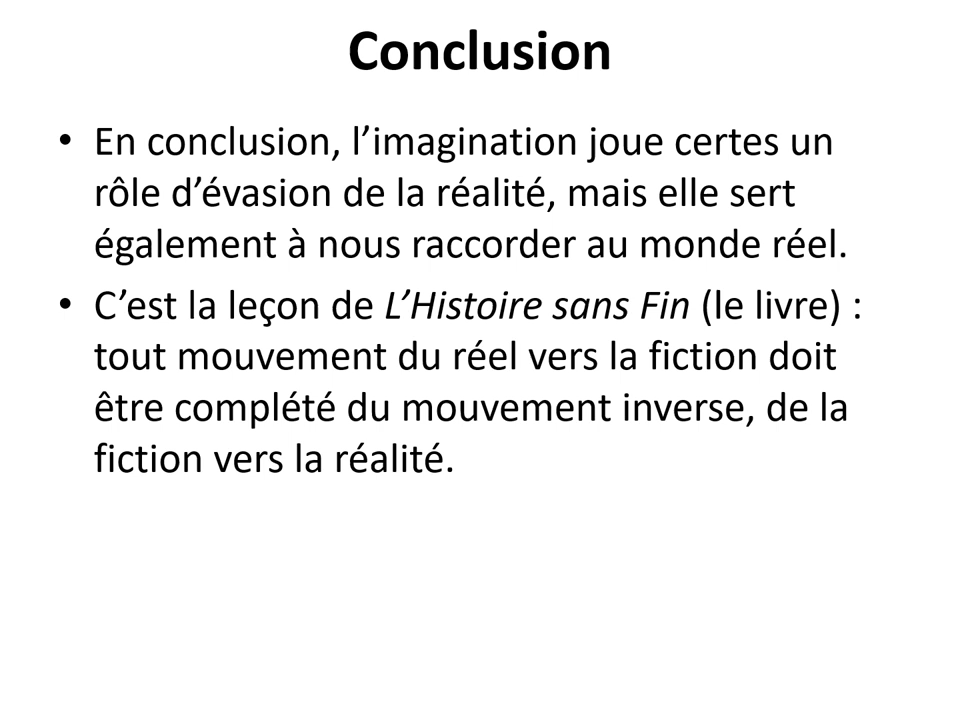 Conclusion
• En conclusion, l’imagination joue certes un
rôle d’évasion de la réalité, mais elle sert
également à nous raccorder au monde réel.
• C’est la leçon de L’Histoire sans Fin (le livre) :
tout mouvement du réel vers la fiction doit
être complété du mouvement inverse, de la
fiction vers la réalité.